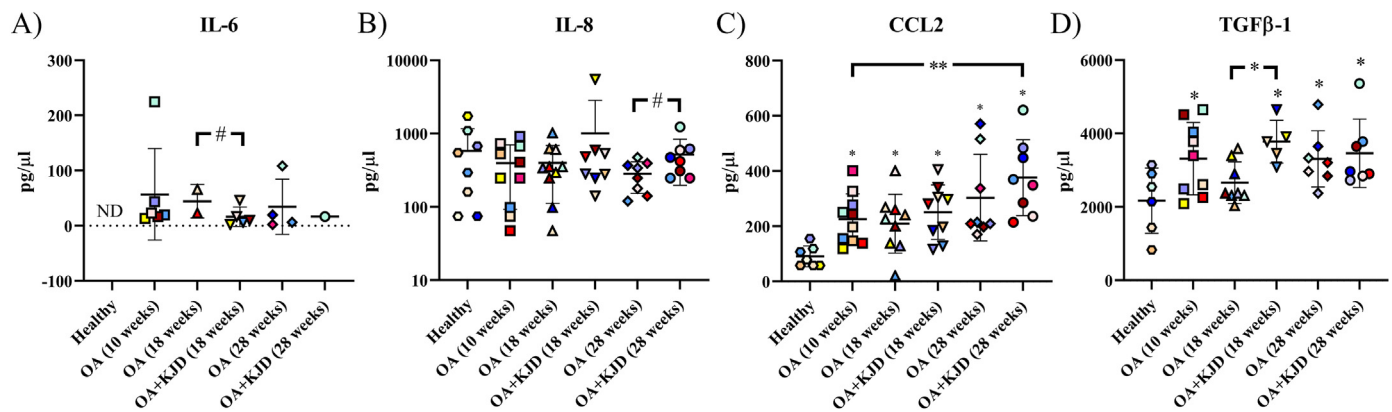 A) IL-6
300
200
100
0
-100
pg/μl
ND
#
Healthy
OA (10 weeks)
OA (18 weeks)
OA+KJD (18 weeks)
OA (28 weeks)
OA+KJD (28 weeks)
B) IL-8
10000
1000
100
10
pg/μl
#
Healthy
OA (10 weeks)
OA (18 weeks)
OA+KJD (18 weeks)
OA (28 weeks)
OA+KJD (28 weeks)
C) CCL2
800
600
400
200
0
pg/μl
**
* * * * *
Healthy
OA (10 weeks)
OA (18 weeks)
OA+KJD (18 weeks)
OA (28 weeks)
OA+KJD (28 weeks)
D) TGFβ-1
6000
4000
2000
0
pg/μl
*
* * * *
Healthy
OA (10 weeks)
OA (18 weeks)
OA+KJD (18 weeks)
OA (28 weeks)
OA+KJD (28 weeks)